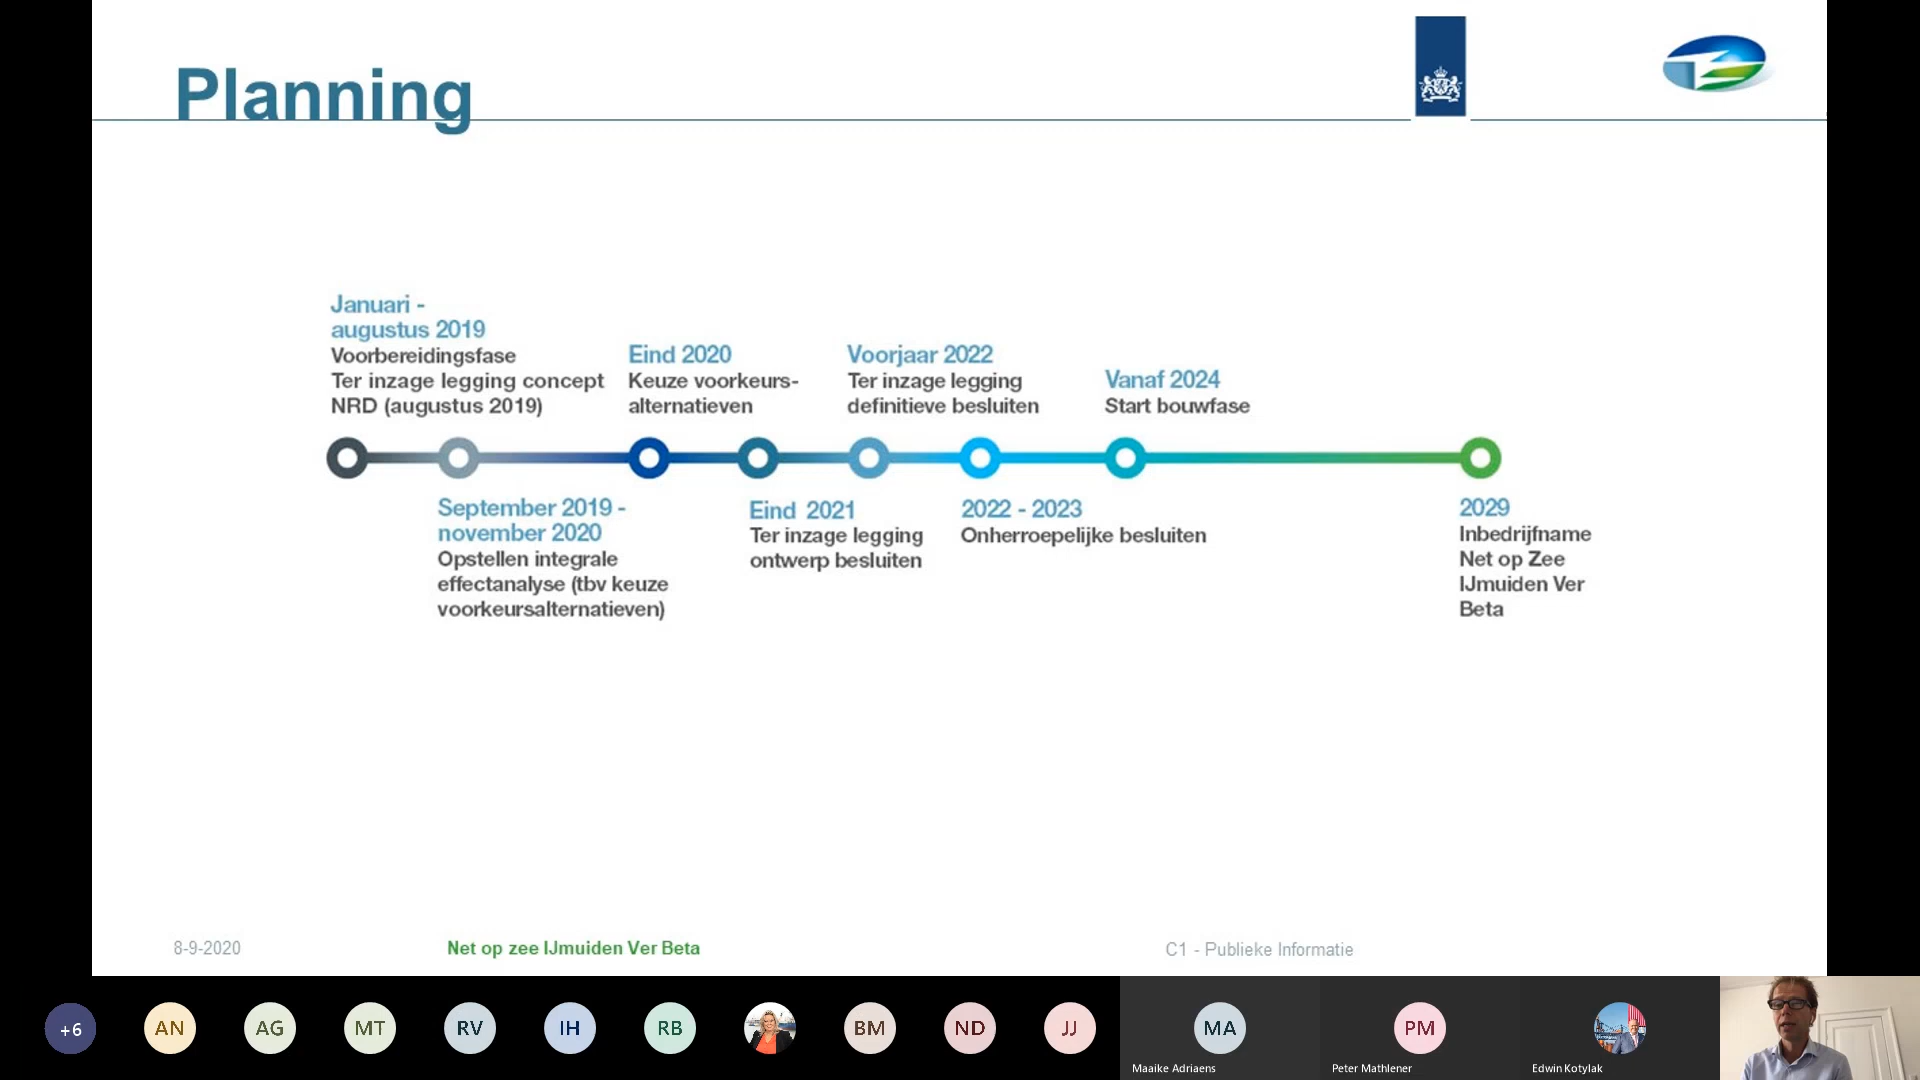 Planning
Januari -
augustus 2019
Voorbereidingsfase
Ter inzage legging concept
NRD (augustus 2019)
Eind 2020
Keuze voorkeurs-
alternatieven
Voorjaar 2022
Ter inzage legging
definitieve besluiten
Vanaf 2024
Start bouwfase
September 2019 -
november 2020
Opstellen integrale
effectanalyse (tbv keuze
voorkeursalternatieven)
Eind 2021
Ter inzage legging
ontwerp besluiten
2022 - 2023
Onherroepelijke besluiten
2029
Inbedrijfname
Net op Zee
IJmuiden Ver
Beta
8-9-2020
Net op zee IJmuiden Ver Beta
C1 - Publieke Informatie
+6
AN
AG
MT
RV
IH
RB
BM
ND
JJ
MA
PM
Maaike Adriaens
Peter Mathlener
Edwin Kotylak